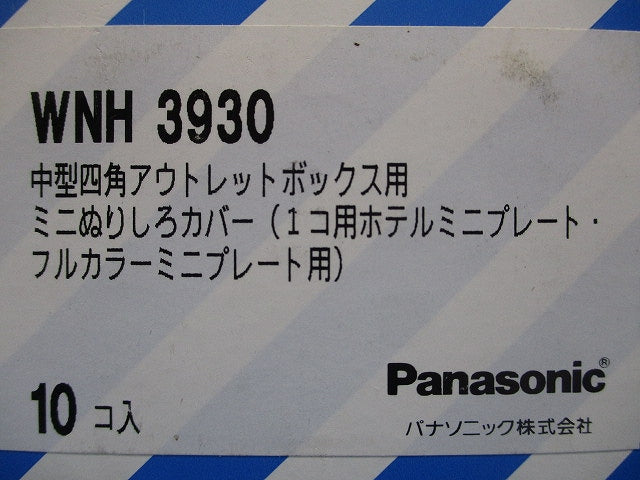 WNH 3930
中型四角アウトレットボックス用
ミニぬりしろカバー(1コ用ホテルミニプレート・
フルカラーミニプレート用)
Panasonic®
10 コ入
パナソニック株式会社